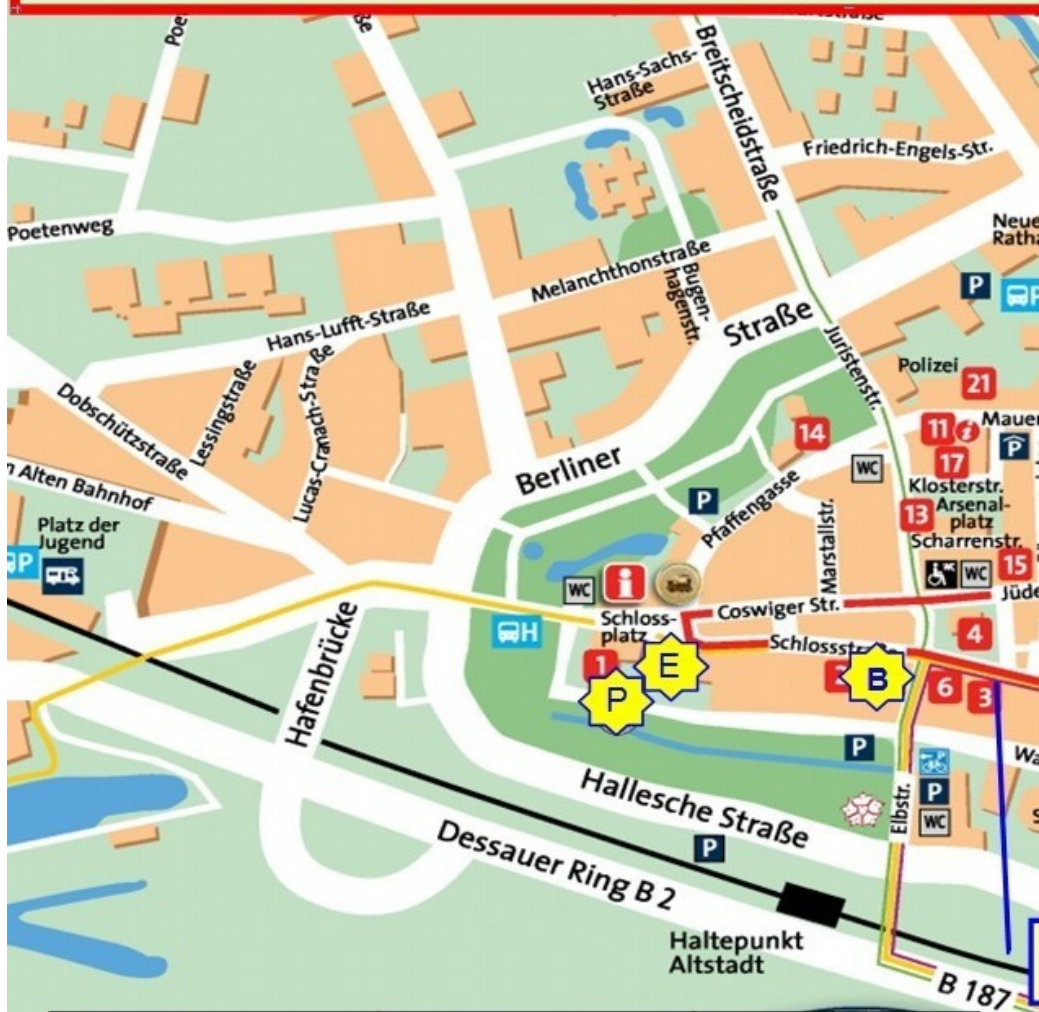 Hans-Sachs-
Straße
Breitscheidstraße
Friedrich-Engels-Str.
Poetenweg
Neue
Melanchthonstraße
Bugen-
hagenstr.
P
P
Hans-Lufft-Straße
Straße
Juristenstr.
Polizei
21
Lessingstraße
Lucas-Cranach-Straße
Dobschützstraße
14
11
i
Mauer
P
17
Berliner
WC
Klosterstr.
n Alten Bahnhof
P
Pfaffengasse
13
Arsenal-
platz
Platz der
Jugend
Marstallstr.
Scharrenstr.
P
WC
i
WC
15
Jüde
Coswiger Str.
Schloss-
platz
H
4
Schlossstraße
1
E
B
P
6
3
Hafenbrücke
P
Wa
Hallesche Straße
Elbstr.
P
WC
P
Dessauer Ring B 2
Haltepunkt
Altstadt
B 187